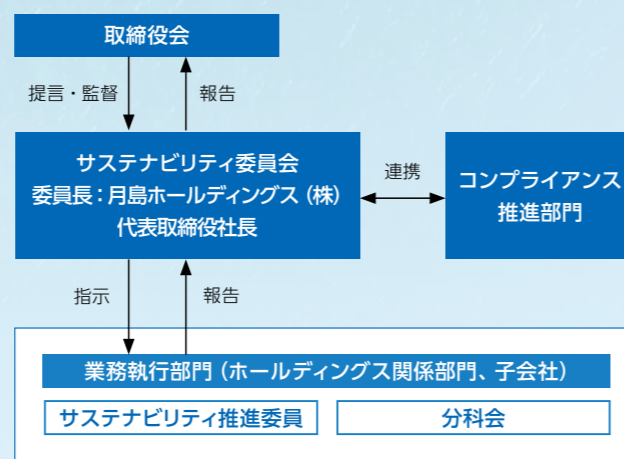 取締役会
提言・監督
報告
サステナビリティ委員会
委員長：月島ホールディングス（株）
代表取締役社長
連携
コンプライアンス
推進部門
指示
報告
業務執行部門（ホールディングス関係部門、子会社）
サステナビリティ推進委員
分科会